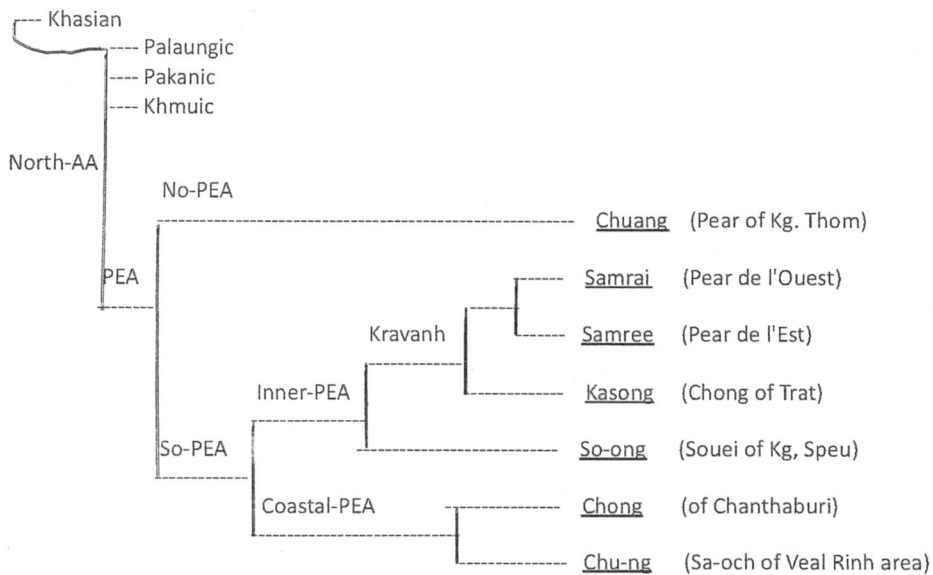 Khasian
Palaungic
Pakanic
Khmuic
North-AA
No-PEA
Chuang (Pear of Kg. Thom)
PEA
Samrai (Pear de l'Ouest)
Kravanh
Samree (Pear de l'Est)
Inner-PEA
Kasong (Chong of Trat)
So-PEA
So-ong (Souei of Kg, Speu)
Coastal-PEA
Chong (of Chanthaburi)
Chu-ng (Sa-och of Veal Rinh area)